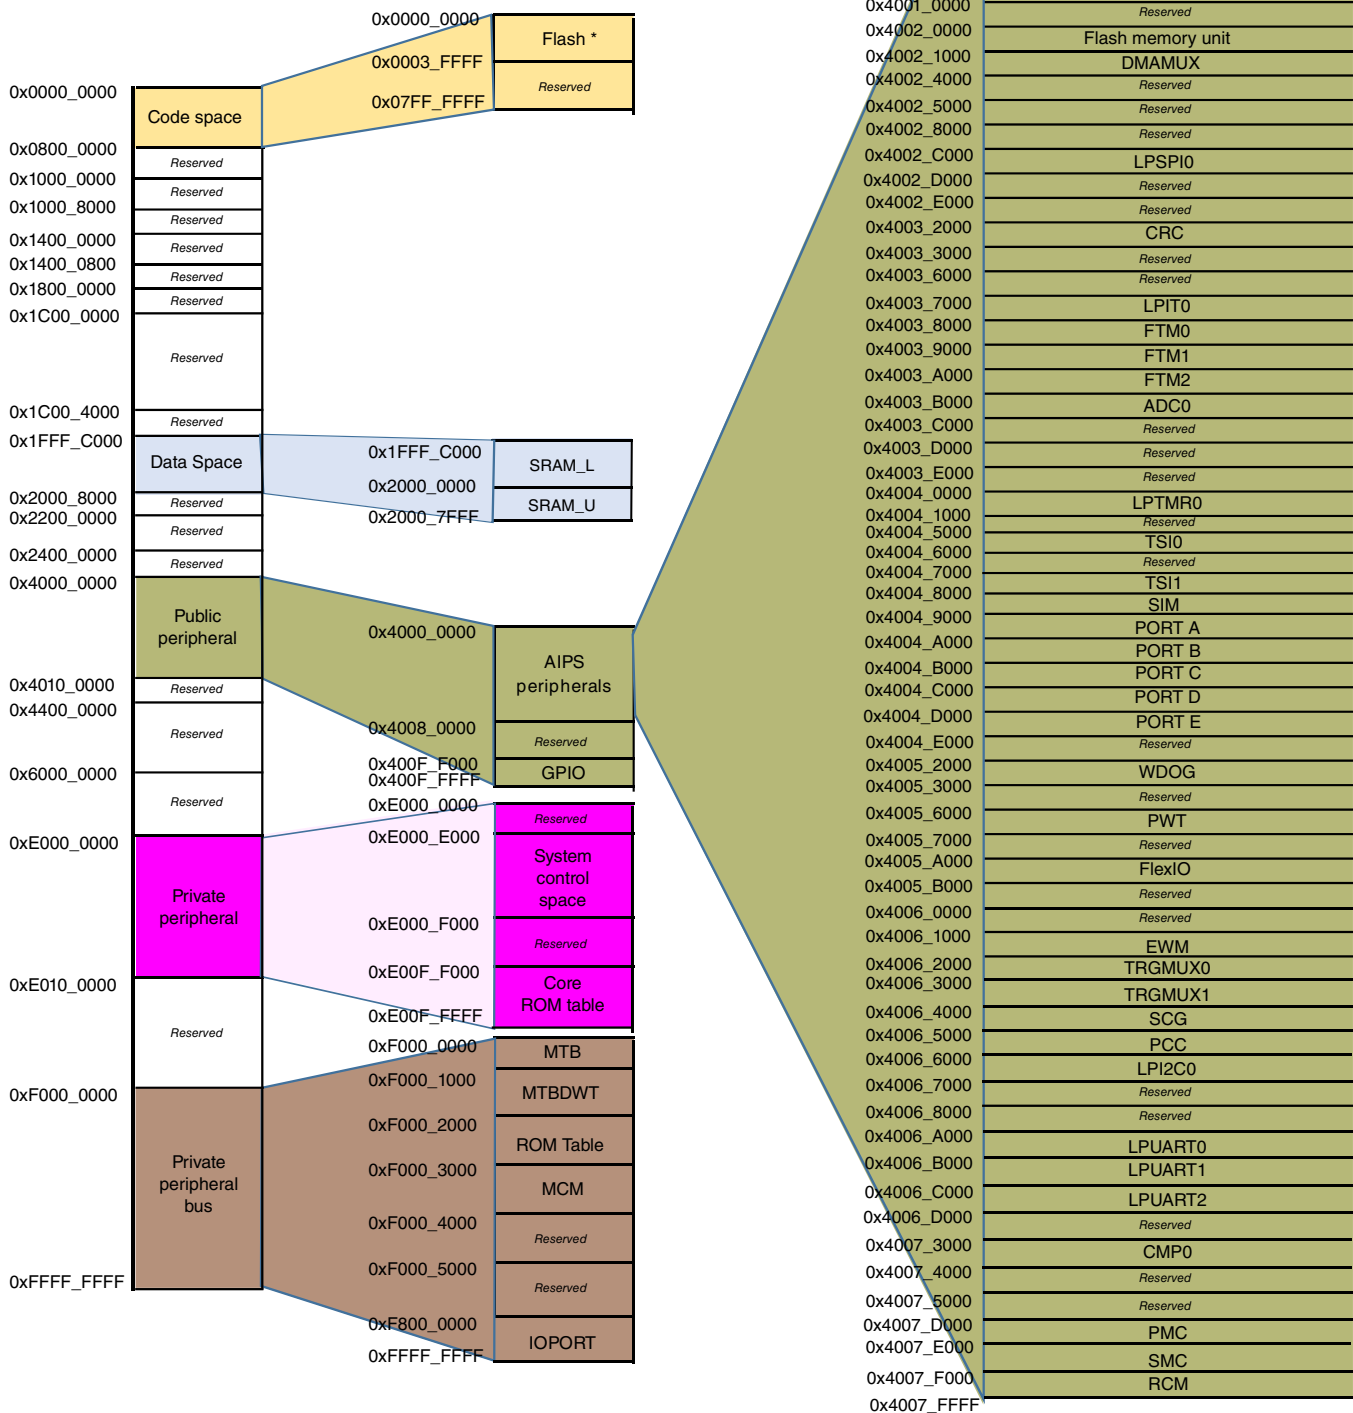 0x0000_0000
Code space
0x0800_0000
Reserved
0x1000_0000
Reserved
0x1000_8000
Reserved
0x1400_0000
Reserved
0x1400_0800
Reserved
0x1800_0000
Reserved
0x1C00_0000
Reserved
0x1C00_4000
Reserved
0x1FFF_C000
Data Space
0x2000_8000
Reserved
0x2200_0000
Reserved
0x2400_0000
Reserved
0x4000_0000
Public
peripheral
0x4010_0000
Reserved
0x4400_0000
Reserved
0x6000_0000
Reserved
0xE000_0000
Private
peripheral
0xE010_0000
Reserved
0xF000_0000
Private
peripheral
bus
0xFFFF_FFFF
0x0000_0000
Flash *
0x0003_FFFF
Reserved
0x07FF_FFFF
0x1FFF_C000
SRAM_L
0x2000_0000
SRAM_U
0x2000_7FFF
0x4000_0000
AIPS
peripherals
0x4008_0000
Reserved
0x400F_F000
GPIO
0x400F_FFFF
0xE000_0000
Reserved
0xE000_E000
System
control
space
0xE000_F000
Reserved
0xE00F_F000
Core
ROM table
0xE00F_FFFF
0xF000_0000
MTB
0xF000_1000
MTBDWT
0xF000_2000
ROM Table
0xF000_3000
MCM
0xF000_4000
Reserved
0xF000_5000
Reserved
0xF800_0000
IOPORT
0xFFFF_FFFF
0x4001_0000
Reserved
0x4002_0000
Flash memory unit
0x4002_1000
DMAMUX
0x4002_4000
Reserved
0x4002_5000
Reserved
0x4002_8000
Reserved
0x4002_C000
LPSPI0
0x4002_D000
Reserved
0x4002_E000
Reserved
0x4003_2000
CRC
0x4003_3000
Reserved
0x4003_6000
Reserved
0x4003_7000
LPIT0
0x4003_8000
FTM0
0x4003_9000
FTM1
0x4003_A000
FTM2
0x4003_B000
ADC0
0x4003_C000
Reserved
0x4003_D000
Reserved
0x4003_E000
Reserved
0x4004_0000
LPTMR0
0x4004_1000
Reserved
0x4004_5000
TSI0
0x4004_6000
Reserved
0x4004_7000
TSI1
0x4004_8000
SIM
0x4004_9000
PORT A
0x4004_A000
PORT B
0x4004_B000
PORT C
0x4004_C000
PORT D
0x4004_D000
PORT E
0x4004_E000
Reserved
0x4005_2000
WDOG
0x4005_3000
Reserved
0x4005_6000
PWT
0x4005_7000
Reserved
0x4005_A000
FlexIO
0x4005_B000
Reserved
0x4006_0000
Reserved
0x4006_1000
EWM
0x4006_2000
TRGMUX0
0x4006_3000
TRGMUX1
0x4006_4000
SCG
0x4006_5000
PCC
0x4006_6000
LPI2C0
0x4006_7000
Reserved
0x4006_8000
Reserved
0x4006_A000
LPUART0
0x4006_B000
LPUART1
0x4006_C000
LPUART2
0x4006_D000
Reserved
0x4007_3000
CMP0
0x4007_4000
Reserved
0x4007_5000
Reserved
0x4007_D000
PMC
0x4007_E000
SMC
0x4007_F000
RCM
0x4007_FFFF